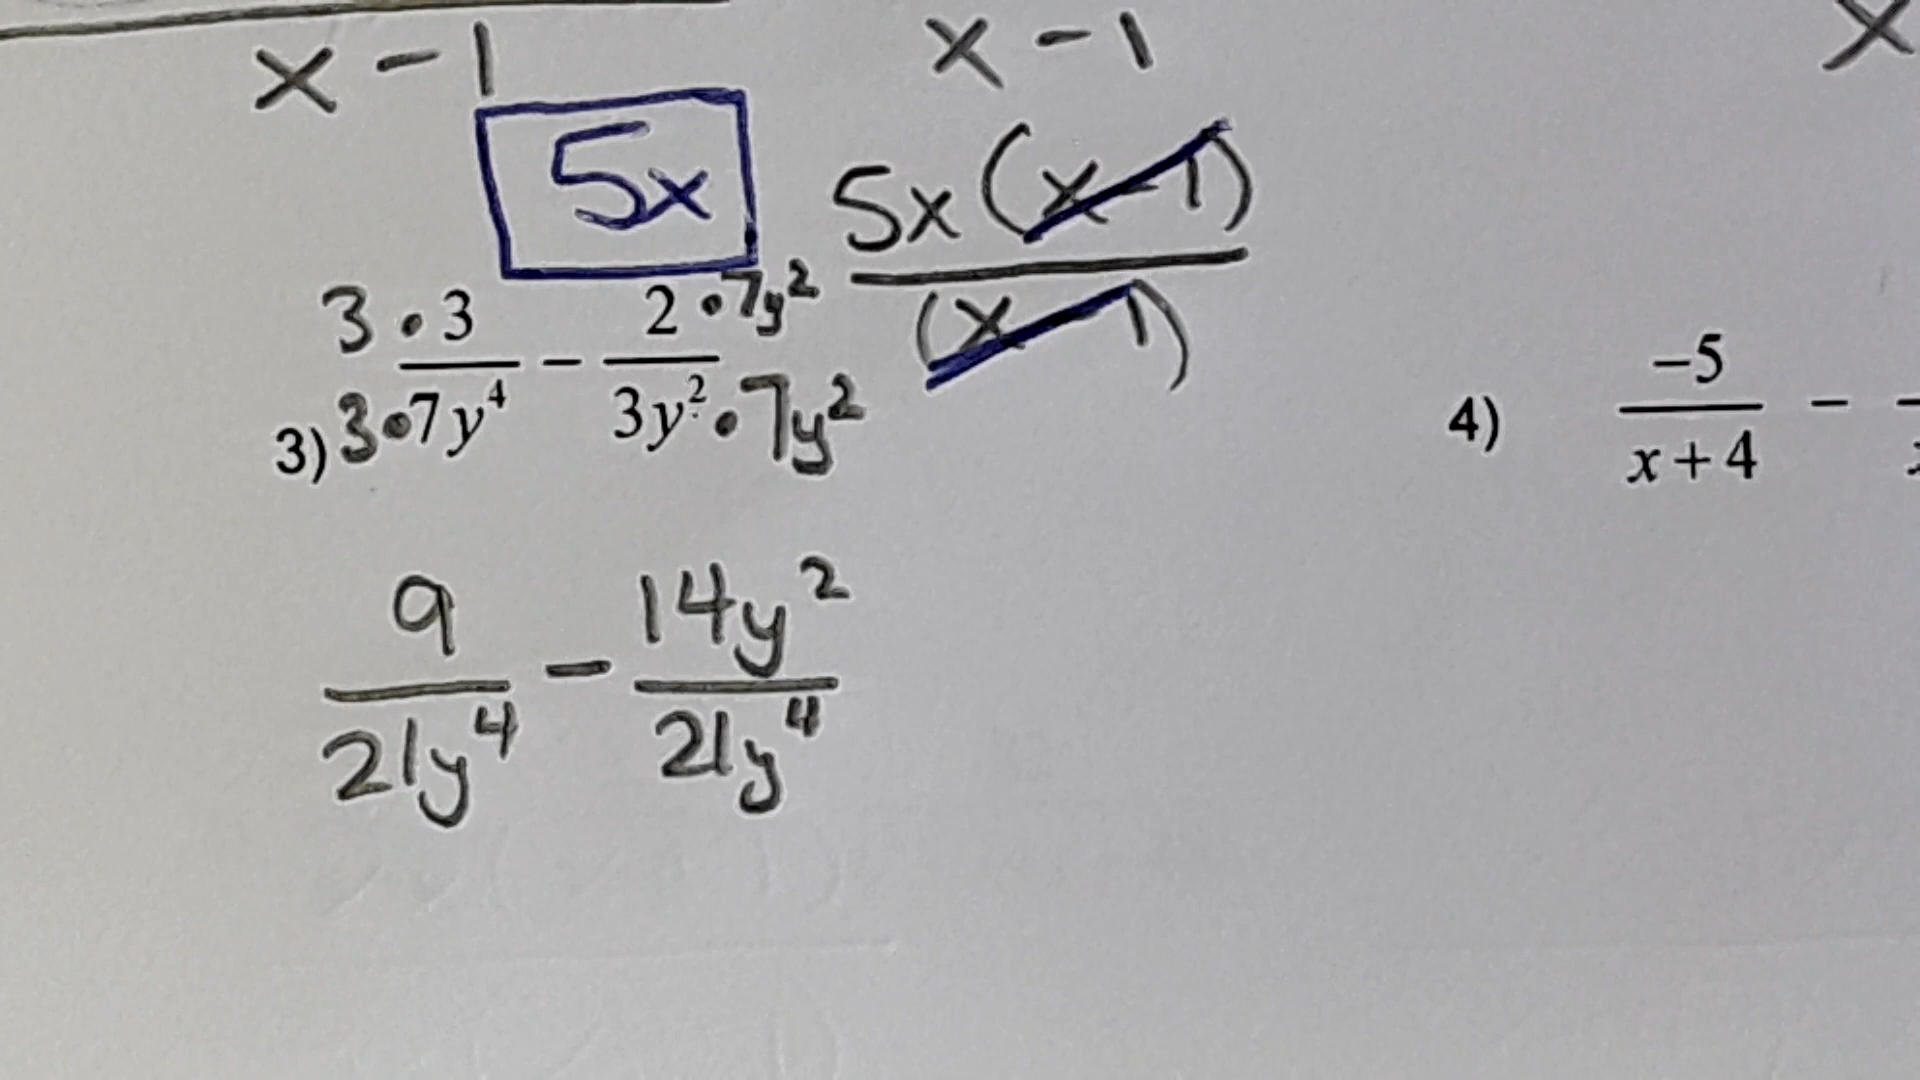 x - 1 x - 1 x
5x 5x(x-1)
(x-1)
3 • 3 - 2 • 7y²
3) 3•7y⁴ 3y² • 7y²
4) -5 -
x+4
9 - 14y²
21y⁴ 21y⁴